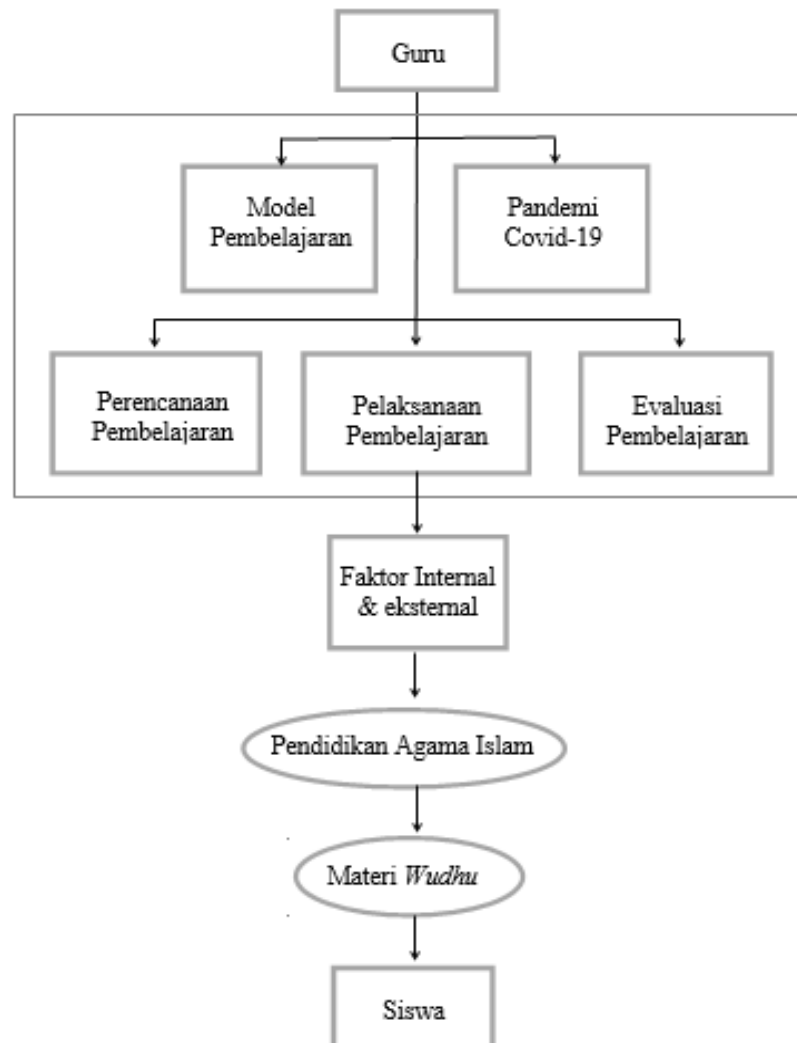 Guru
Model
Pembelajaran
Pandemi
Covid-19
Perencanaan
Pembelajaran
Pelaksanaan
Pembelajaran
Evaluasi
Pembelajaran
Faktor Internal
& eksternal
Pendidikan Agama Islam
Materi Wudhu
Siswa